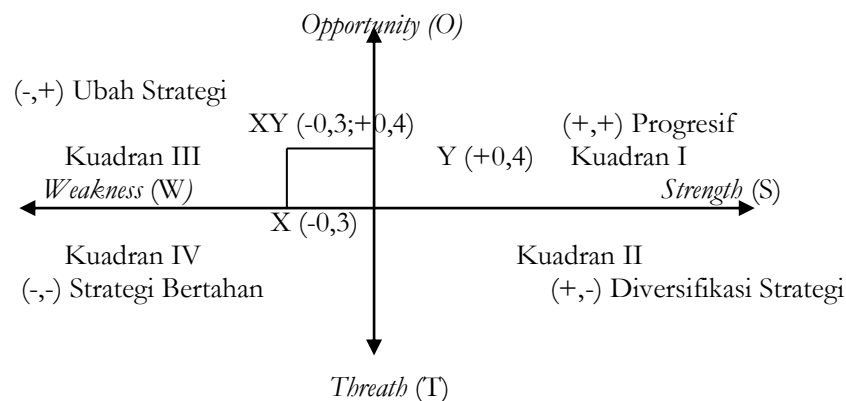 Opportunity (O)
(-,+) Ubah Strategi
XY (-0,3;+0,4)
(+,+) Progresif
Kuadran III
Y (+0,4)
Kuadran I
Weakness (W)
Strength (S)
X (-0,3)
Kuadran IV
Kuadran II
(-,-) Strategi Bertahan
(+,-) Diversifikasi Strategi
Threath (T)